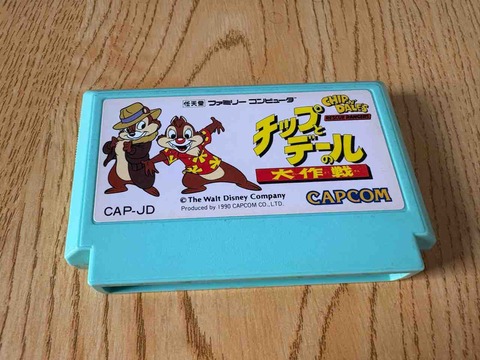 任天堂 ファミリー コンピュータ
CHIP'N DALE'S
RESCUE RANGERS
チップと
デールの
大作戦
© The Walt Disney Company
Produced by 1990 CAPCOM CO., LTD.
CAP-JD
CAPCOM